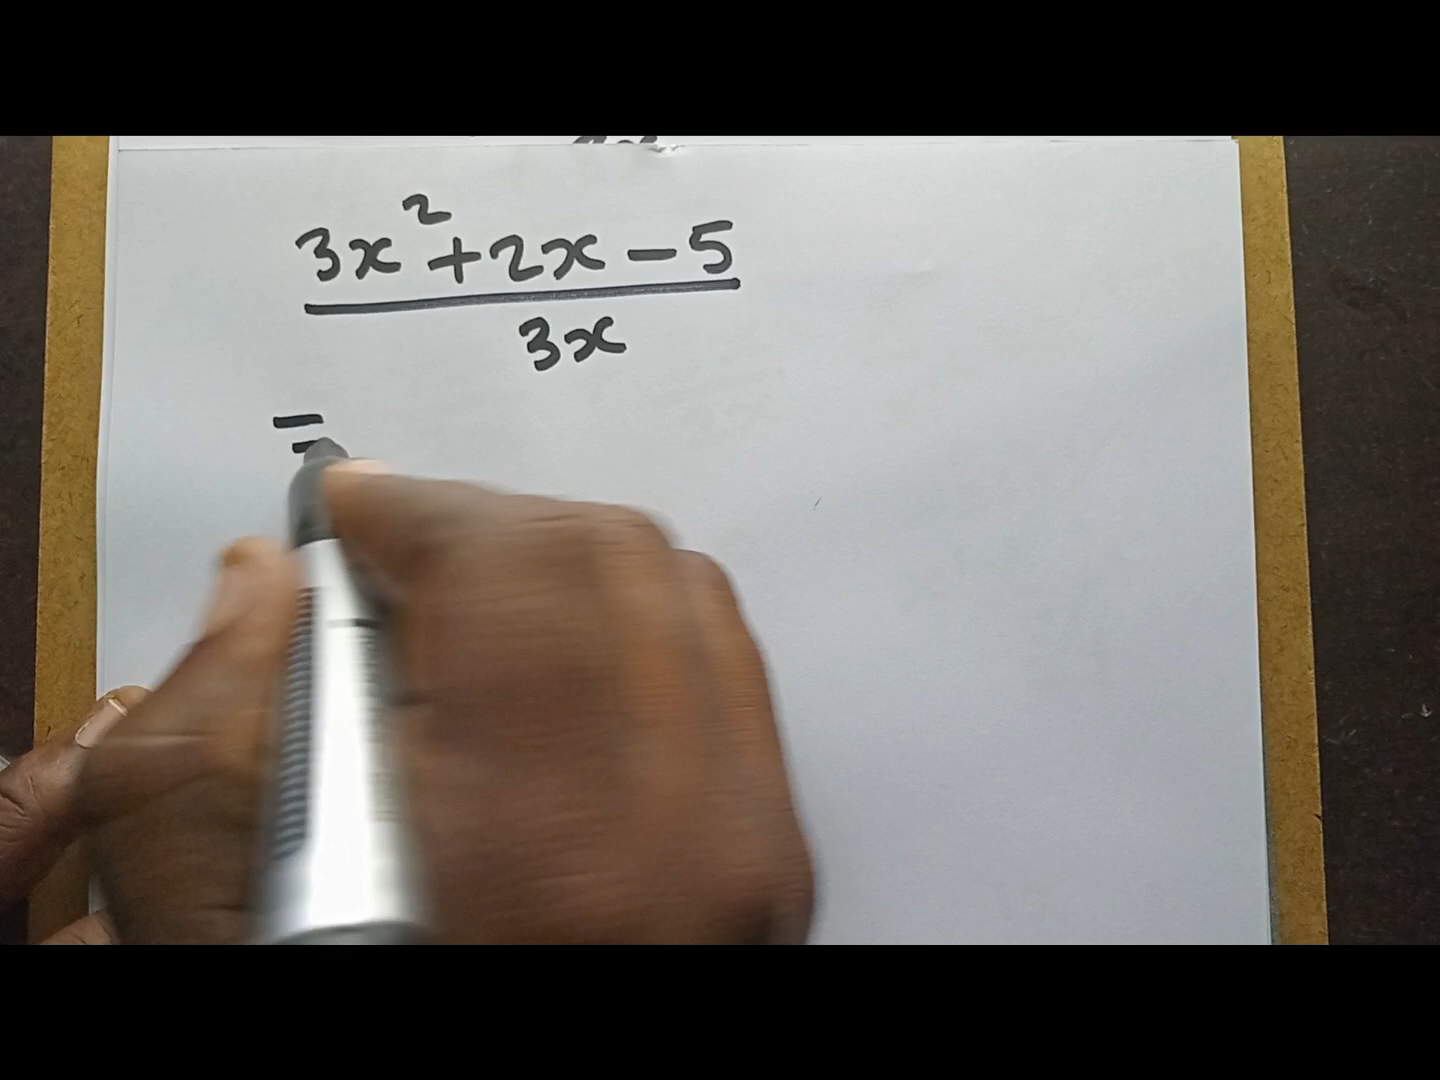 3x² + 2x - 5
3x
=